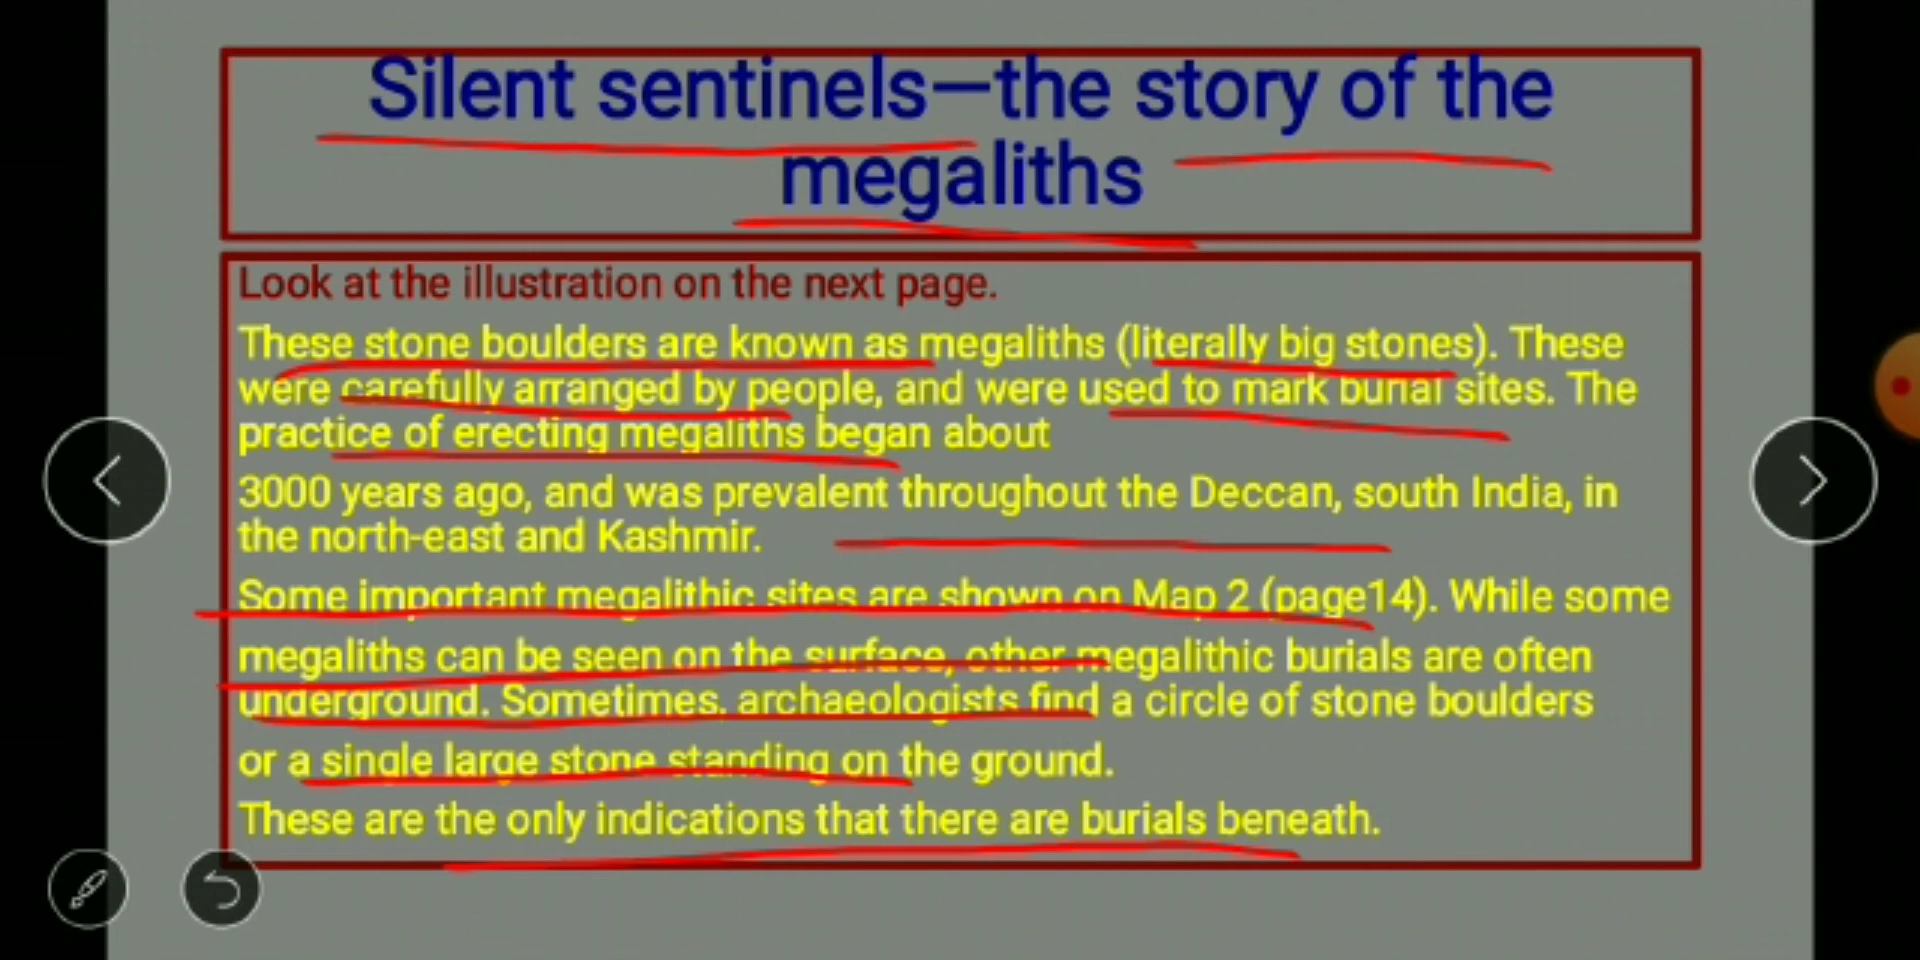 Silent sentinels—the story of the
megaliths
Look at the illustration on the next page.
These stone boulders are known as megaliths (literally big stones). These
were carefully arranged by people, and were used to mark burial sites. The
practice of erecting megaliths began about
3000 years ago, and was prevalent throughout the Deccan, south India, in
the north-east and Kashmir.
Some important megalithic sites are shown on Map 2 (page14). While some
megaliths can be seen on the surface, other megalithic burials are often
underground. Sometimes, archaeologists find a circle of stone boulders
or a single large stone standing on the ground.
These are the only indications that there are burials beneath.